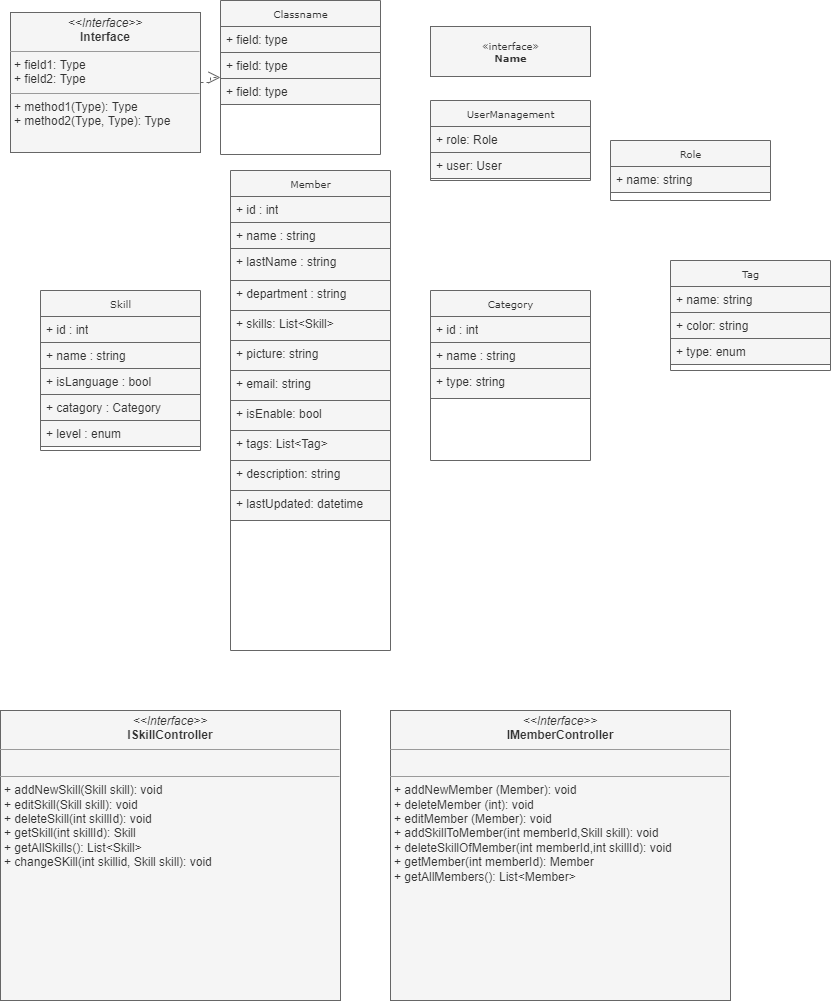 <<Interface>>
Interface
+ field1: Type
+ field2: Type
+ method1(Type): Type
+ method2(Type, Type): Type
Classname
+ field: type
+ field: type
+ field: type
«interface»
Name
UserManagement
+ role: Role
+ user: User
Role
+ name: string
Member
+ id : int
+ name : string
+ lastName : string
+ department : string
+ skills: List<Skill>
+ picture: string
+ email: string
+ isEnable: bool
+ tags: List<Tag>
+ description: string
+ lastUpdated: datetime
Skill
+ id : int
+ name : string
+ isLanguage : bool
+ catagory : Category
+ level : enum
Category
+ id : int
+ name : string
+ type: string
Tag
+ name: string
+ color: string
+ type: enum
<<Interface>>
ISkillController
+ addNewSkill(Skill skill): void
+ editSkill(Skill skill): void
+ deleteSkill(int skillId): void
+ getSkill(int skillId): Skill
+ getAllSkills(): List<Skill>
+ changeSKill(int skillid, Skill skill): void
<<Interface>>
IMemberController
+ addNewMember (Member): void
+ deleteMember (int): void
+ editMember (Member): void
+ addSkillToMember(int memberId,Skill skill): void
+ deleteSkillOfMember(int memberId,int skillId): void
+ getMember(int memberId): Member
+ getAllMembers(): List<Member>